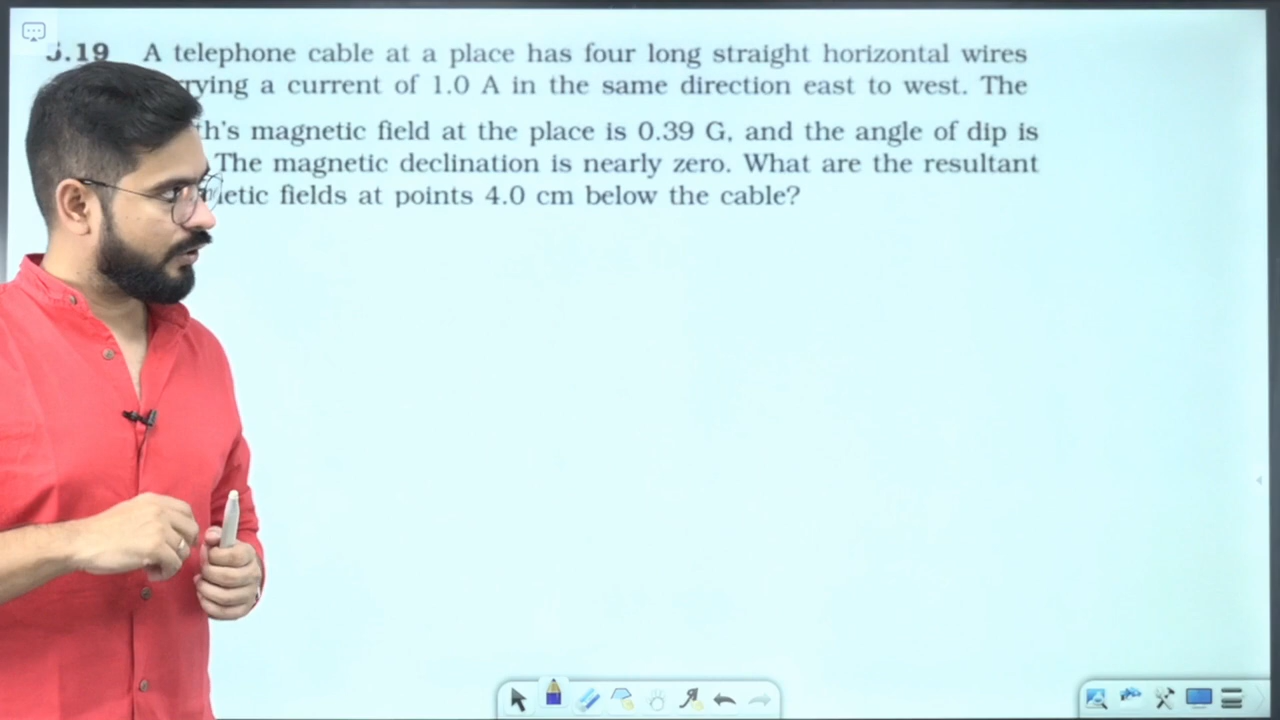 5.19 A telephone cable at a place has four long straight horizontal wires
a current of 1.0 A in the same direction east to west. The
magnetic field at the place is 0.39 G, and the angle of dip is
The magnetic declination is nearly zero. What are the resultant
fields at points 4.0 cm below the cable?